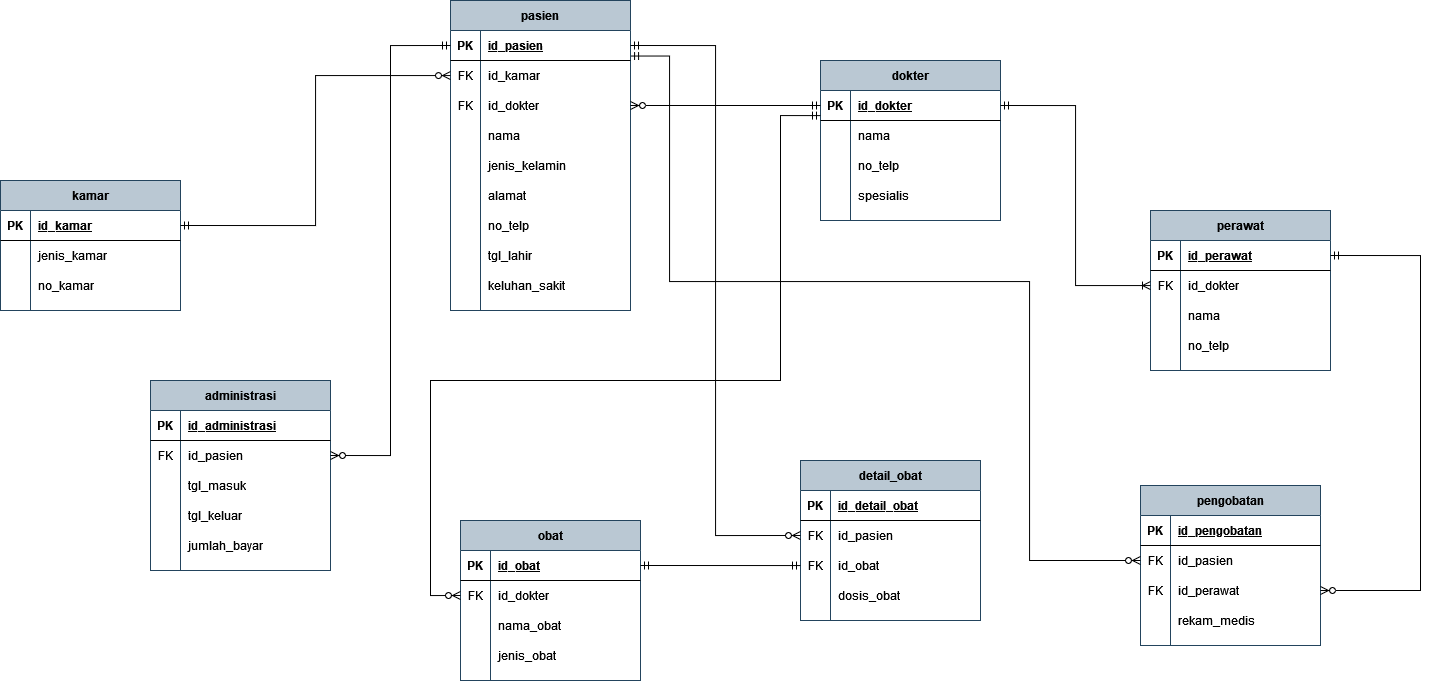 pasien
PK id_pasien
FK id_kamar
FK id_dokter
nama
jenis_kelamin
alamat
no_telp
tgl_lahir
keluhan_sakit
dokter
PK id_dokter
nama
no_telp
spesialis
kamar
PK id_kamar
jenis_kamar
no_kamar
perawat
PK id_perawat
FK id_dokter
nama
no_telp
administrasi
PK id_administrasi
FK id_pasien
tgl_masuk
tgl_keluar
jumlah_bayar
obat
PK id_obat
FK id_dokter
nama_obat
jenis_obat
detail_obat
PK id_detail_obat
FK id_pasien
FK id_obat
dosis_obat
pengobatan
PK id_pengobatan
FK id_pasien
FK id_perawat
rekam_medis